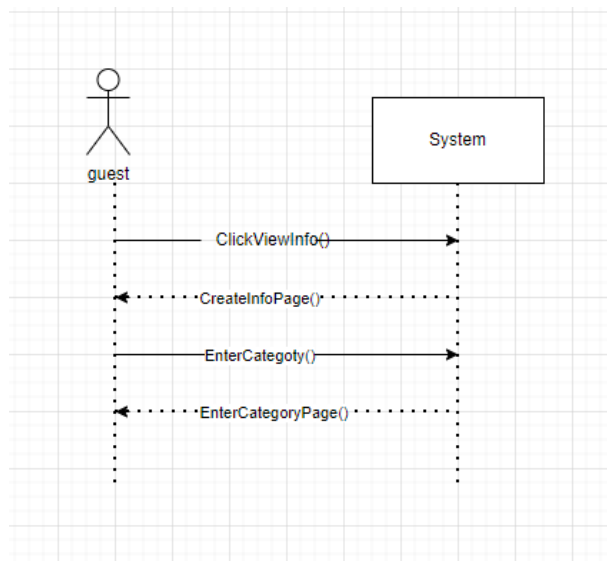 System
guest
ClickViewInfo()
CreateInfoPage()
EnterCategoty()
EnterCategoryPage()